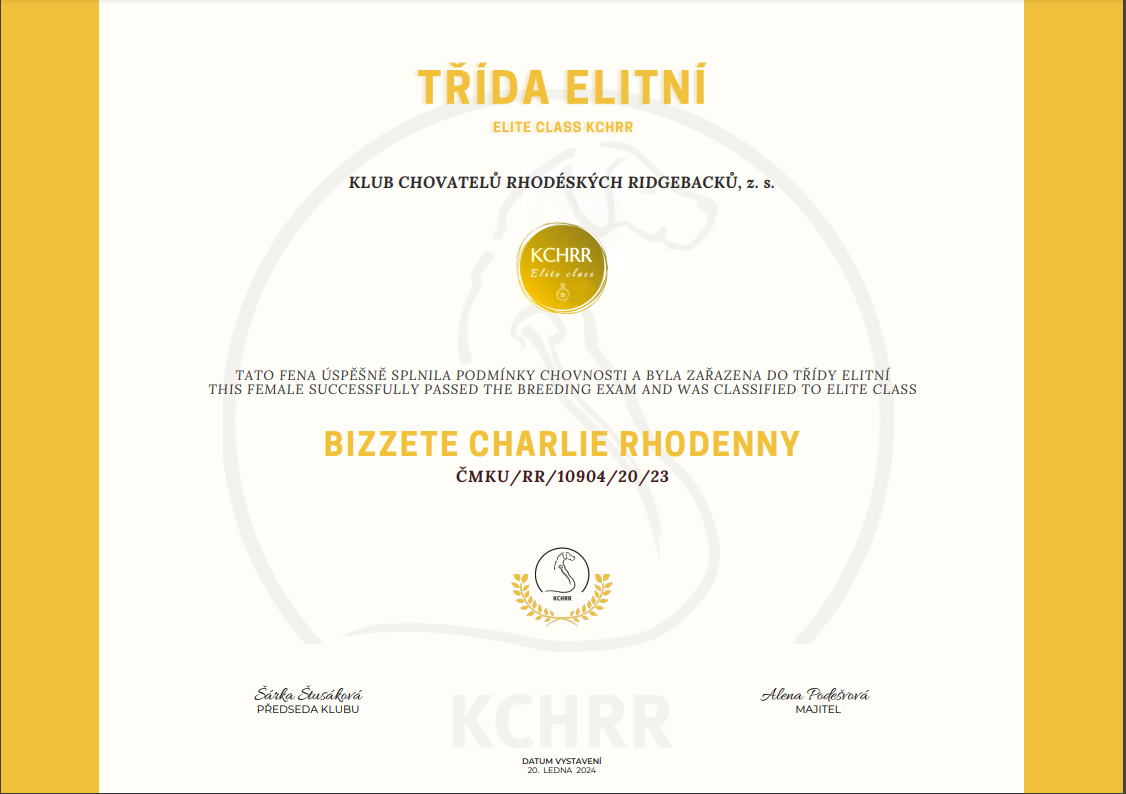 TŘÍDA ELITNÍ
ELITE CLASS KCHRR
KLUB CHOVATELŮ RHODÉSKÝCH RIDGEBACKŮ, z. s.
KCHRR
Elite class
TATO FENA ÚSPĚŠNĚ SPLNILA PODMÍNKY CHOVNOSTI A BYLA ZAŘAZENA DO TŘÍDY ELITNÍ
THIS FEMALE SUCCESSFULLY PASSED THE BREEDING EXAM AND WAS CLASSIFIED TO ELITE CLASS
BIZZETE CHARLIE RHODENNY
ČMKU/RR/10904/20/23
KCHRR
Šárka Štusáková
PŘEDSEDA KLUBU
Alena Podešvová
MAJITEL
KCHRR
DATUM VYSTAVENÍ
20. LEDNA 2024